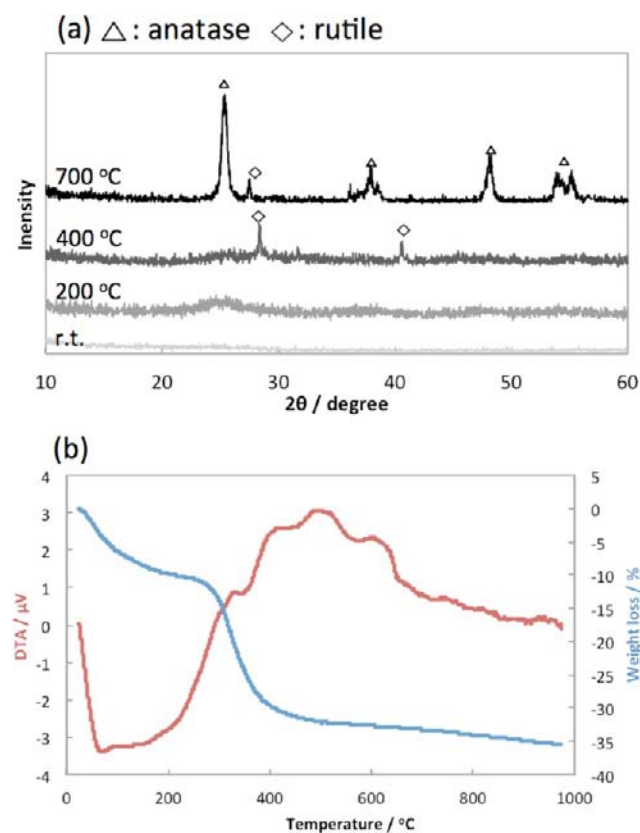 (a) △ : anatase ◇ : rutile
Inensity
700 °C
400 °C
200 °C
r.t.
10 20 30 40 50 60
2θ / degree
(b)
DTA / μV
4
3
2
1
0
-1
-2
-3
-4
5
0
-5
-10
-15
-20
-25
-30
-35
-40
Weight loss / %
0 200 400 600 800 1000
Temperature / °C